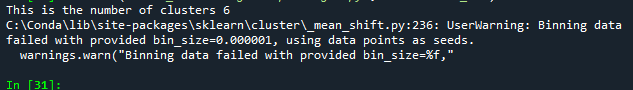 This is the number of clusters 6
C:\Conda\lib\site-packages\sklearn\cluster\_mean_shift.py:236: UserWarning: Binning data
failed with provided bin_size=0.000001, using data points as seeds.
  warnings.warn("Binning data failed with provided bin_size=%f,"
In [31]: